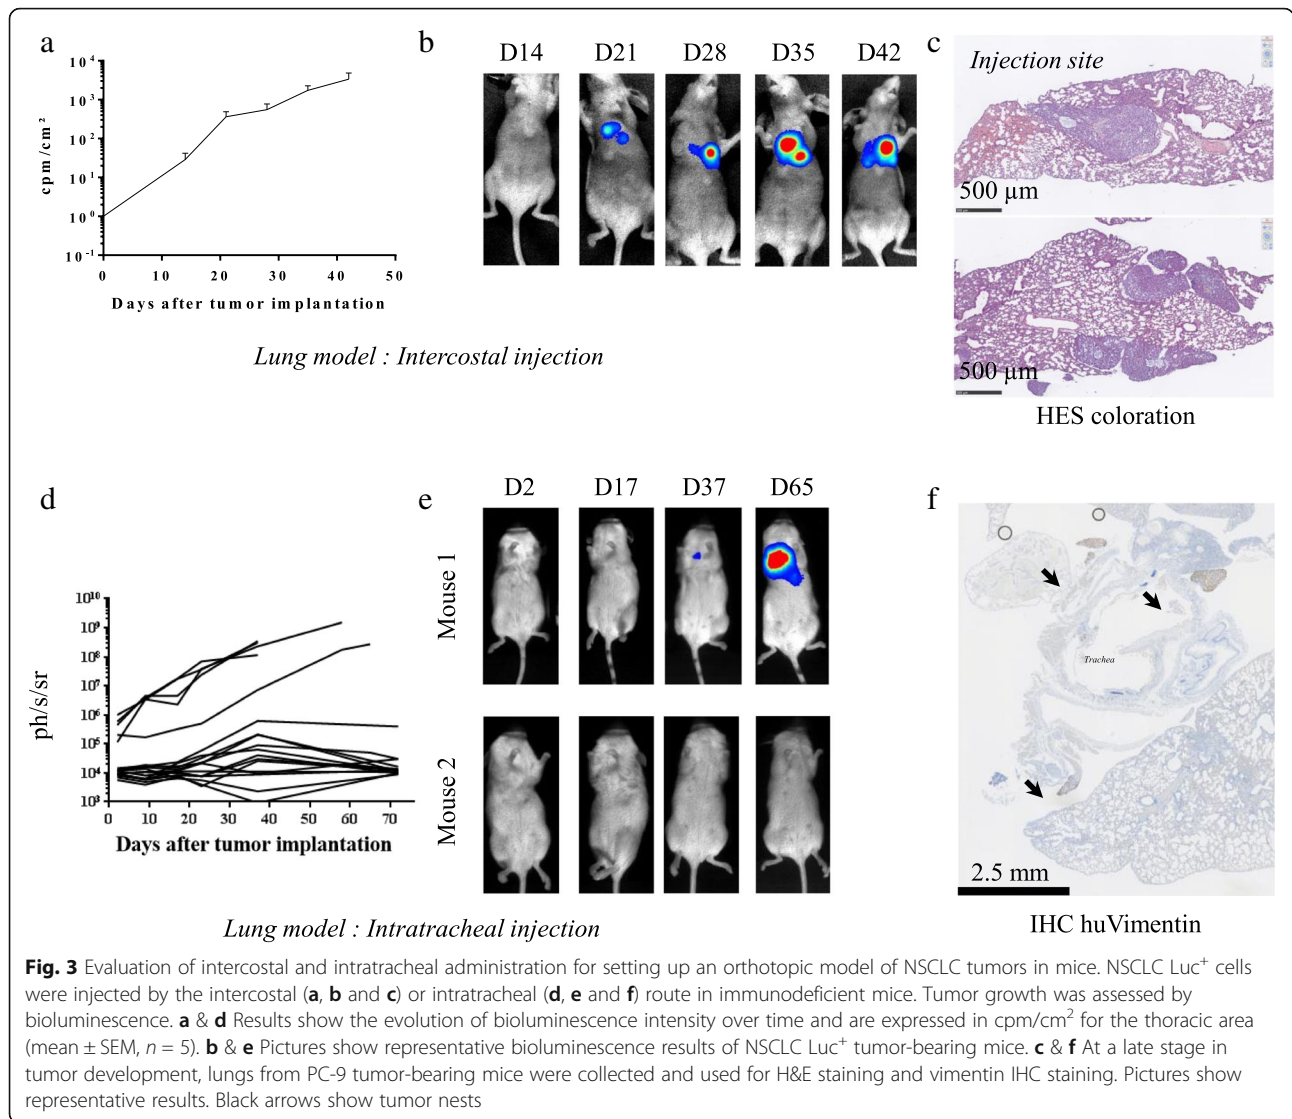 a
10⁴
10³
10²
10¹
10⁰
10⁻¹
cpm/cm²
0 10 20 30 40 50
Days after tumor implantation
b
D14 D21 D28 D35 D42
Lung model : Intercostal injection
c
Injection site
500 µm
500 µm
HES coloration
d
10¹⁰
10⁹
10⁸
10⁷
10⁶
10⁵
10⁴
10³
ph/s/sr
0 10 20 30 40 50 60 70
Days after tumor implantation
e
D2 D17 D37 D65
Mouse 1
Mouse 2
Lung model : Intratracheal injection
f
Trachea
2.5 mm
IHC huVimentin
Fig. 3 Evaluation of intercostal and intratracheal administration for setting up an orthotopic model of NSCLC tumors in mice. NSCLC Luc⁺ cells
were injected by the intercostal (a, b and c) or intratracheal (d, e and f) route in immunodeficient mice. Tumor growth was assessed by
bioluminescence. a & d Results show the evolution of bioluminescence intensity over time and are expressed in cpm/cm² for the thoracic area
(mean ± SEM, n = 5). b & e Pictures show representative bioluminescence results of NSCLC Luc⁺ tumor-bearing mice. c & f At a late stage in
tumor development, lungs from PC-9 tumor-bearing mice were collected and used for H&E staining and vimentin IHC staining. Pictures show
representative results. Black arrows show tumor nests